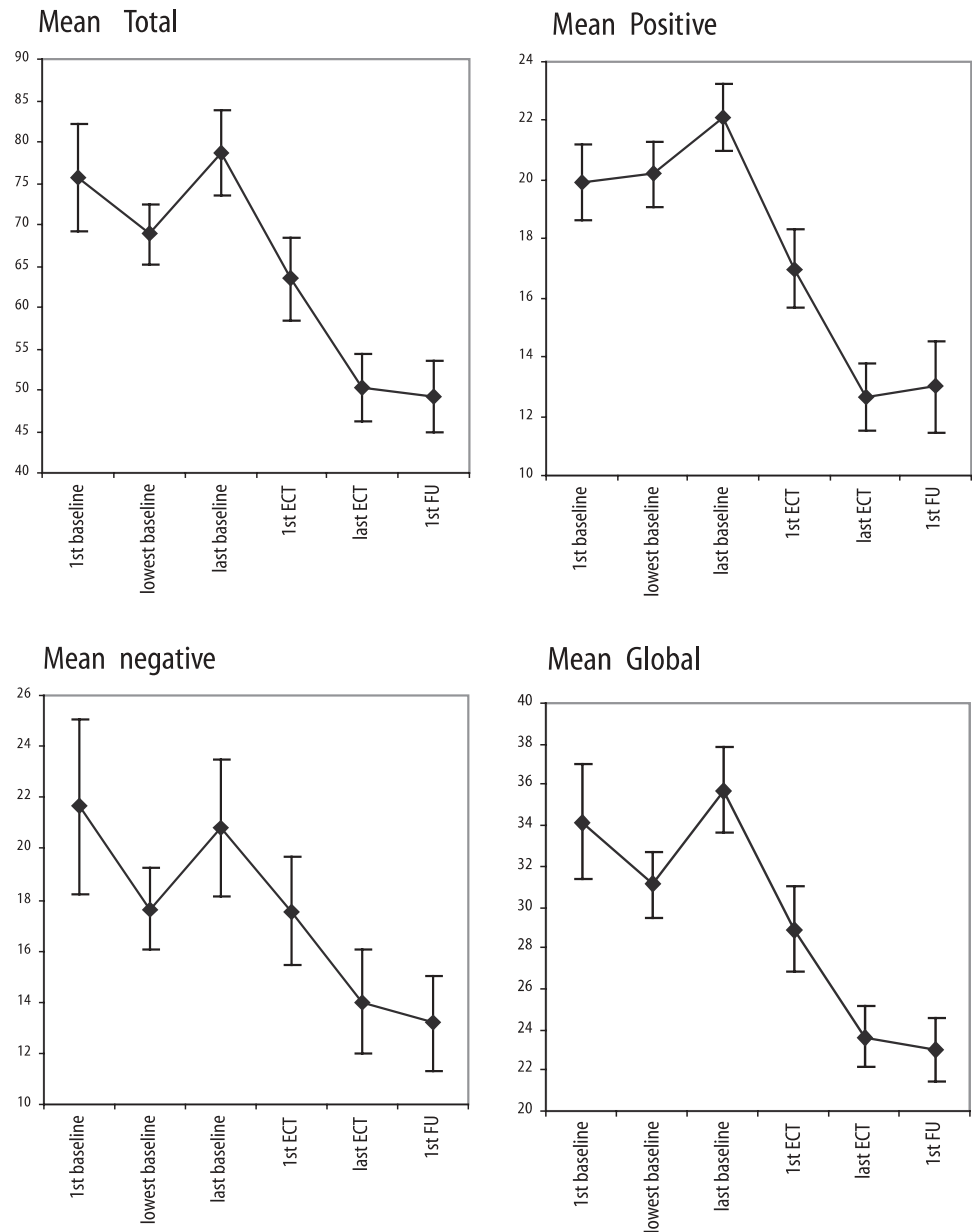 Mean Total
90
85
80
75
70
65
60
55
50
45
40
1st baseline
lowest baseline
last baseline
1st ECT
last ECT
1st FU
Mean Positive
24
22
20
18
16
14
12
10
1st baseline
lowest baseline
last baseline
1st ECT
last ECT
1st FU
Mean negative
26
24
22
20
18
16
14
12
10
1st baseline
lowest baseline
last baseline
1st ECT
last ECT
1st FU
Mean Global
40
38
36
34
32
30
28
26
24
22
20
1st baseline
lowest baseline
last baseline
1st ECT
last ECT
1st FU